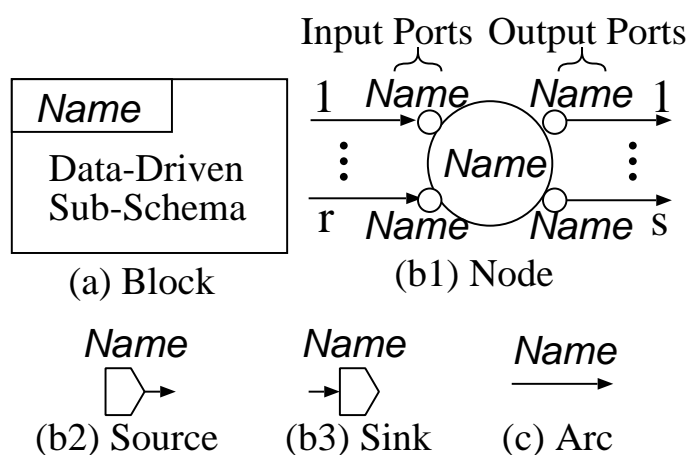 Input Ports Output Ports
Name
Data-Driven
Sub-Schema
(a) Block
1 Name Name 1
Name
r Name Name s
(b1) Node
Name Name Name
(b2) Source (b3) Sink (c) Arc